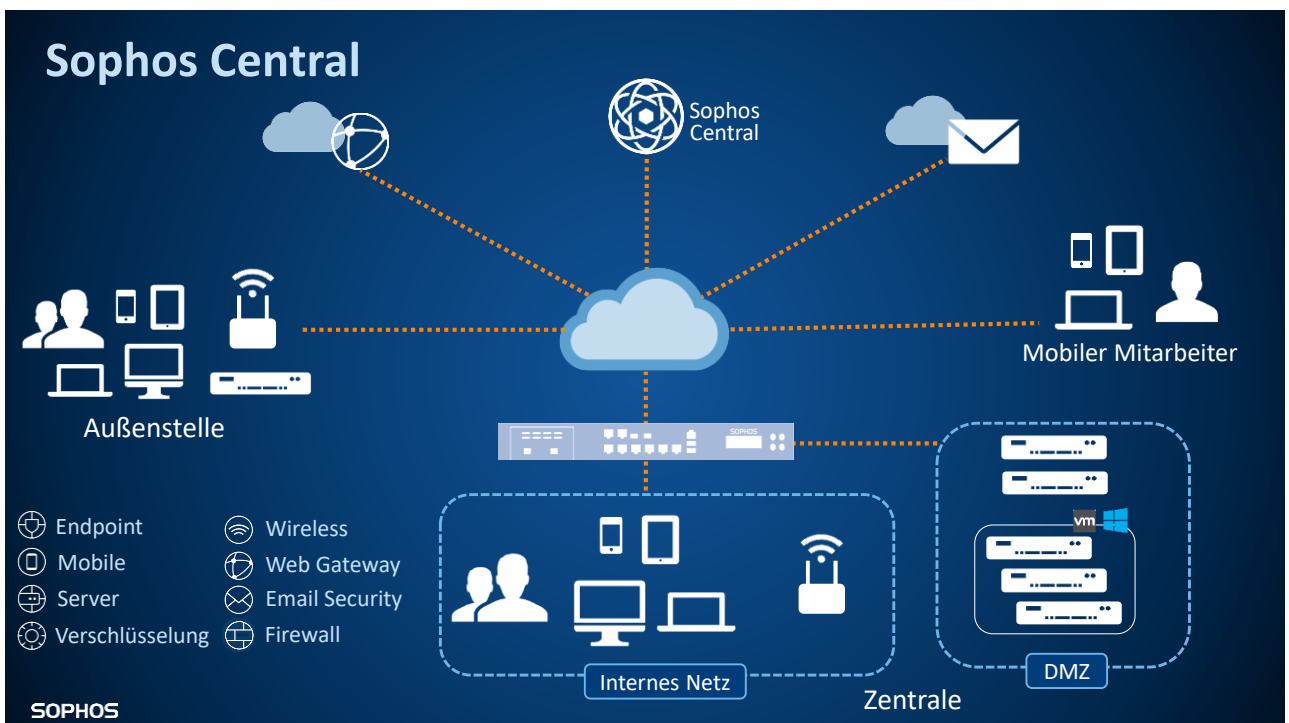 Sophos Central
Sophos
Central
Mobiler Mitarbeiter
Außenstelle
SOPHOS
vm
Endpoint
Mobile
Server
Verschlüsselung
Wireless
Web Gateway
Email Security
Firewall
Internes Netz
DMZ
Zentrale
SOPHOS